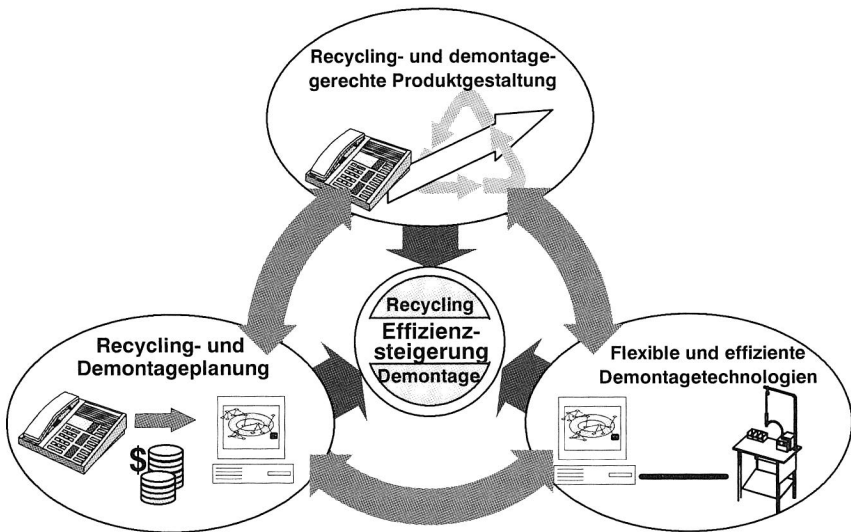 Recycling- und demontage-
gerechte Produktgestaltung
Recycling
Effizienz-
steigerung
Demontage
Recycling- und
Demontageplanung
$
Flexible und effiziente
Demontagetechnologien